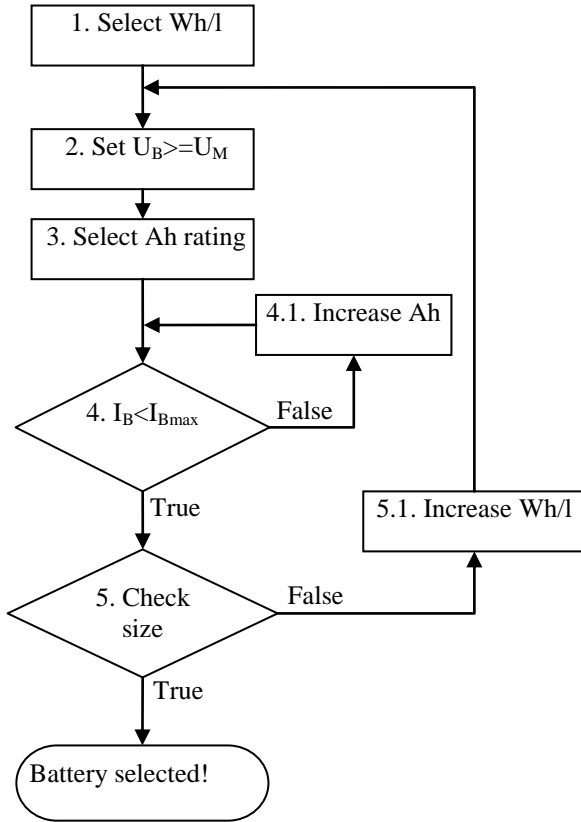 1. Select Wh/l
2. Set U_B>=U_M
3. Select Ah rating
4.1. Increase Ah
4. I_B<I_Bmax
False
True
5.1. Increase Wh/l
5. Check
size
False
True
Battery selected!